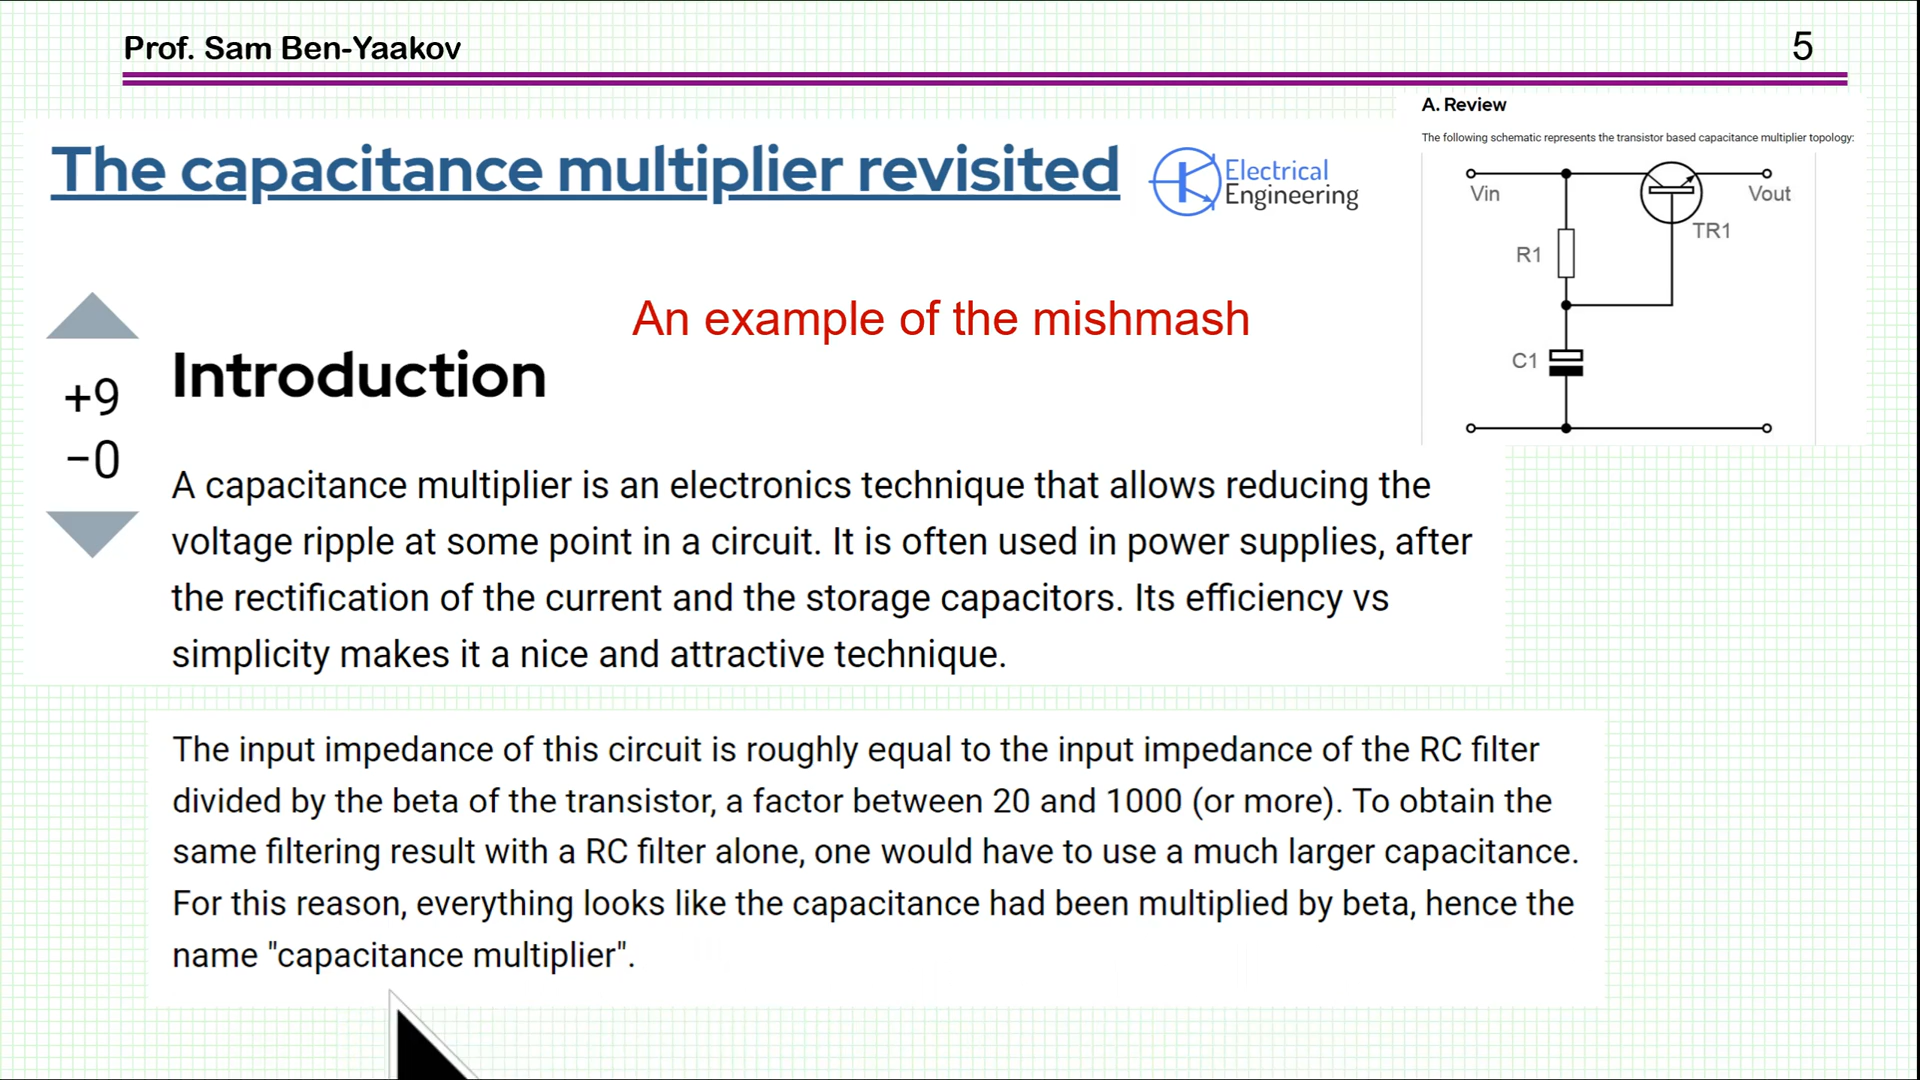 Prof. Sam Ben-Yaakov
5
The capacitance multiplier revisited
Electrical
Engineering
A. Review
The following schematic represents the transistor based capacitance multiplier topology:
Vin
Vout
TR1
R1
C1
An example of the mishmash
+9
−0
Introduction
A capacitance multiplier is an electronics technique that allows reducing the
voltage ripple at some point in a circuit. It is often used in power supplies, after
the rectification of the current and the storage capacitors. Its efficiency vs
simplicity makes it a nice and attractive technique.
The input impedance of this circuit is roughly equal to the input impedance of the RC filter
divided by the beta of the transistor, a factor between 20 and 1000 (or more). To obtain the
same filtering result with a RC filter alone, one would have to use a much larger capacitance.
For this reason, everything looks like the capacitance had been multiplied by beta, hence the
name "capacitance multiplier".